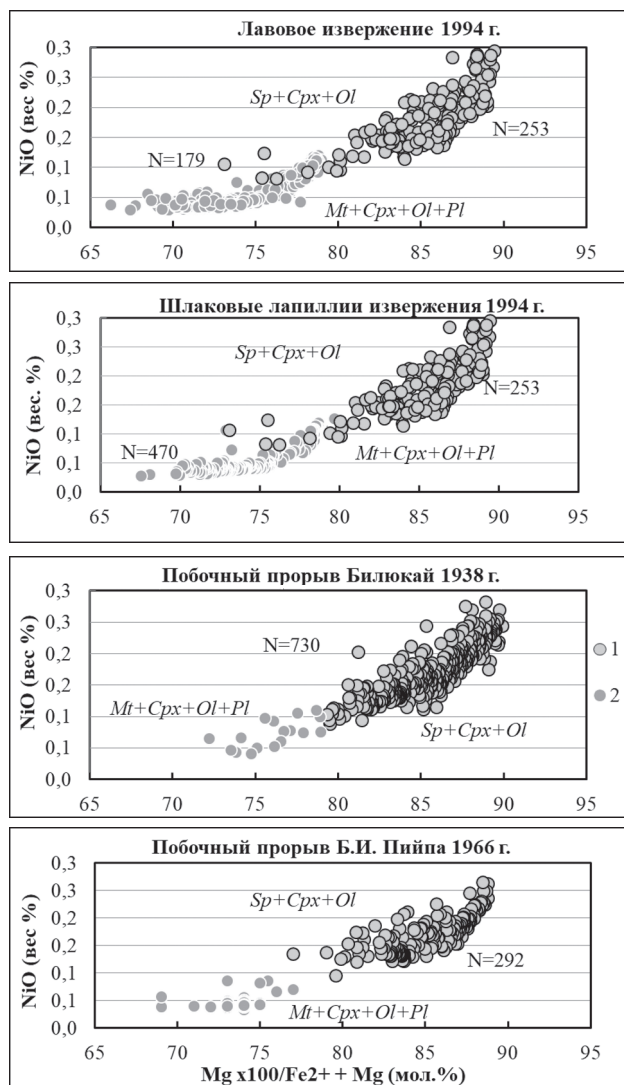 Лавовое извержение 1994 г.
0,3
0,3
0,2
0,2
0,1
0,1
0,0
NiO (вес %)
Sp+Cpx+Ol
N=253
N=179
Mt+Cpx+Ol+Pl
65 70 75 80 85 90 95
Шлаковые лапиллии извержения 1994 г.
0,3
0,3
0,2
0,2
0,1
0,1
0,0
NiO (вес. %)
Sp+Cpx+Ol
N=253
N=470
Mt+Cpx+Ol+Pl
65 70 75 80 85 90 95
Побочный прорыв Билюкай 1938 г.
0,3
0,3
0,2
0,2
0,1
0,1
0,0
NiO (вес %)
N=730
Mt+Cpx+Ol+Pl
Sp+Cpx+Ol
65 70 75 80 85 90 95
1
2
Побочный прорыв Б.И. Пийпа 1966 г.
0,3
0,3
0,2
0,2
0,1
0,1
0,0
NiO (вес %)
Sp+Cpx+Ol
N=292
Mt+Cpx+Ol+Pl
65 70 75 80 85 90 95
Mg x100/Fe2+ + Mg (мол.%)